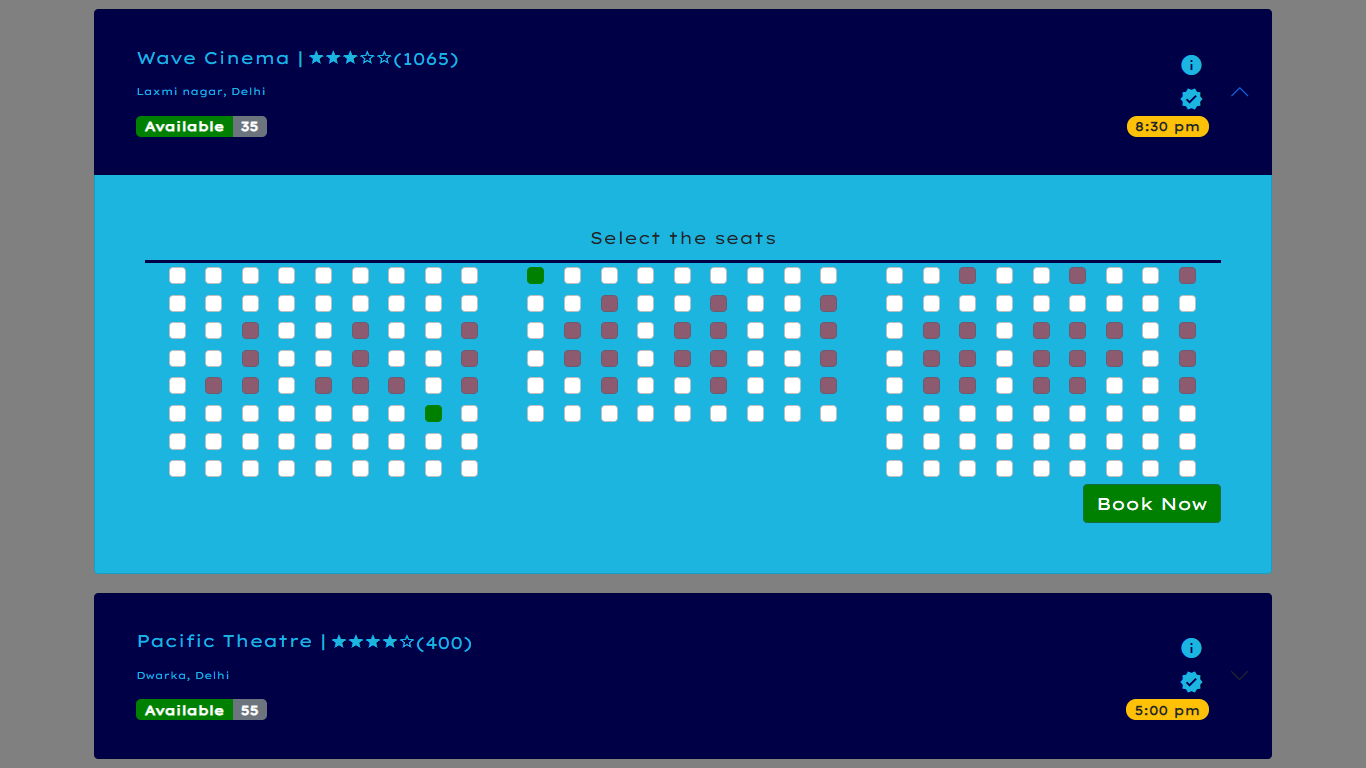 Wave Cinema | ★★★☆☆(1065)
Laxmi nagar, Delhi
Available 35
8:30 pm
Select the seats
Book Now
Pacific Theatre | ★★★★☆(400)
Dwarka, Delhi
Available 55
5:00 pm